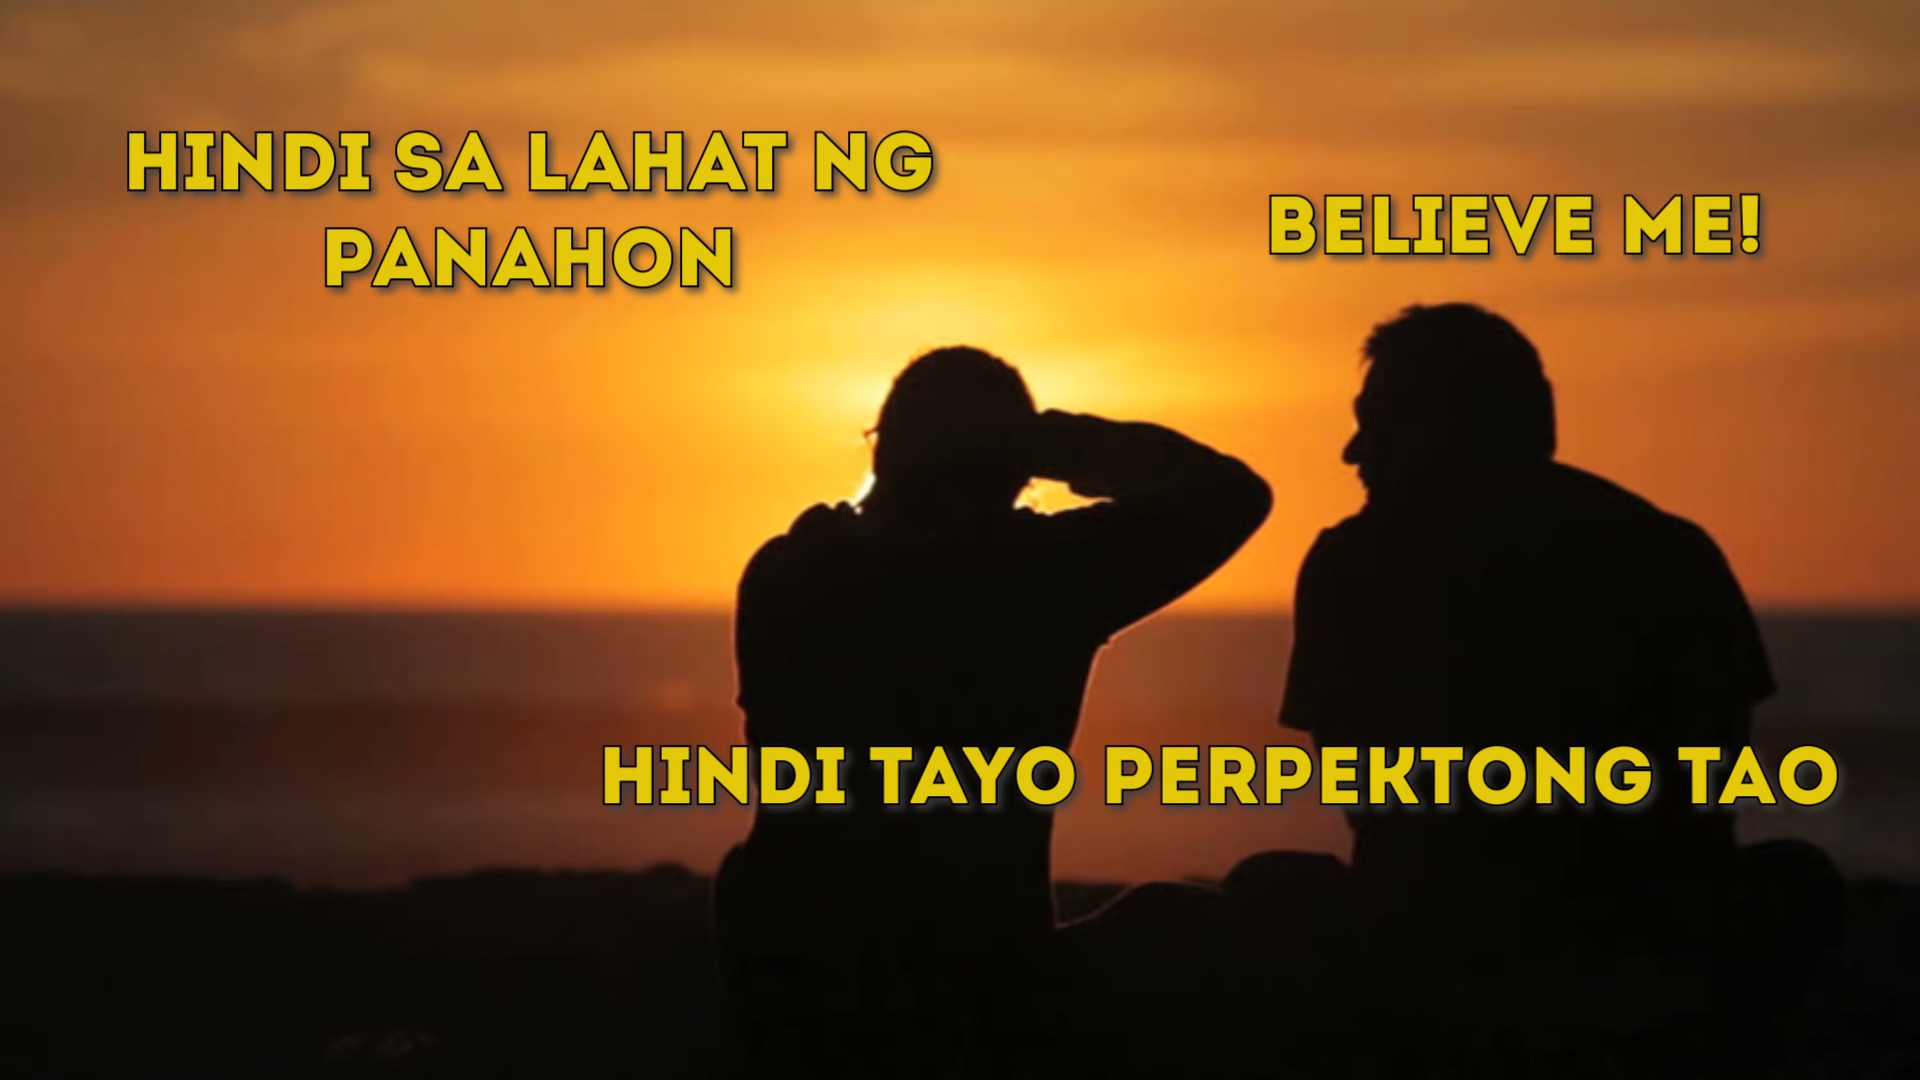 HINDI SA LAHAT NG
PANAHON
BELIEVE ME!
HINDI TAYO PERPEKTONG TAO